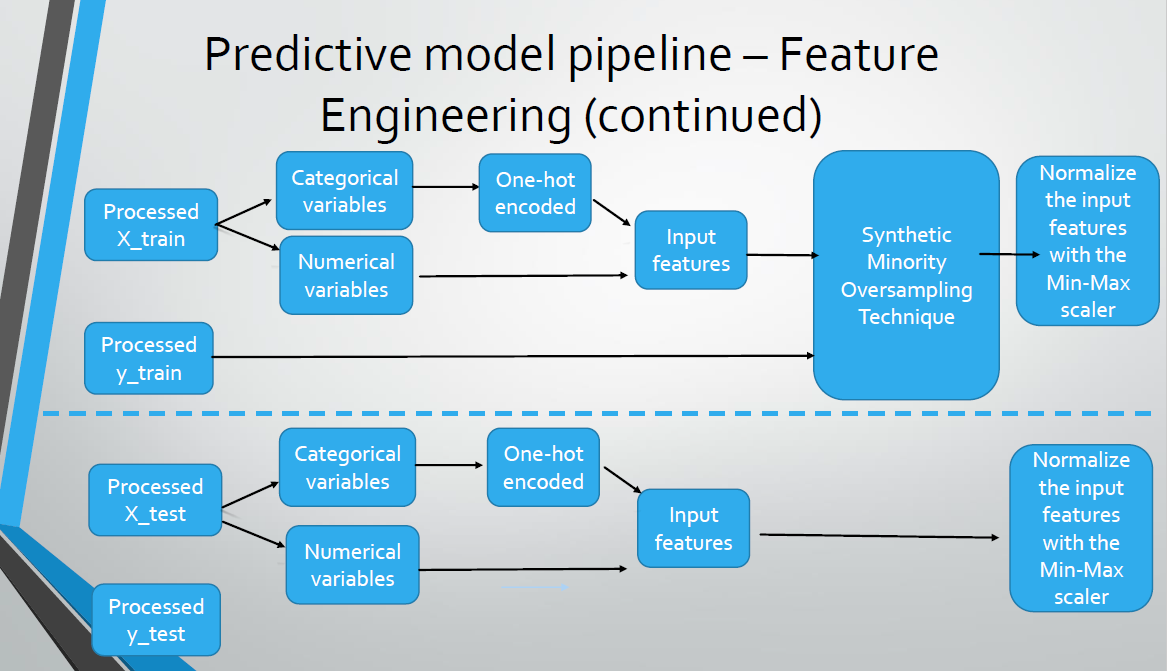 Predictive model pipeline – Feature
Engineering (continued)
Processed
X_train
Categorical
variables
One-hot
encoded
Numerical
variables
Input
features
Processed
y_train
Synthetic
Minority
Oversampling
Technique
Normalize
the input
features
with the
Min-Max
scaler
Processed
X_test
Categorical
variables
One-hot
encoded
Numerical
variables
Input
features
Processed
y_test
Normalize
the input
features
with the
Min-Max
scaler